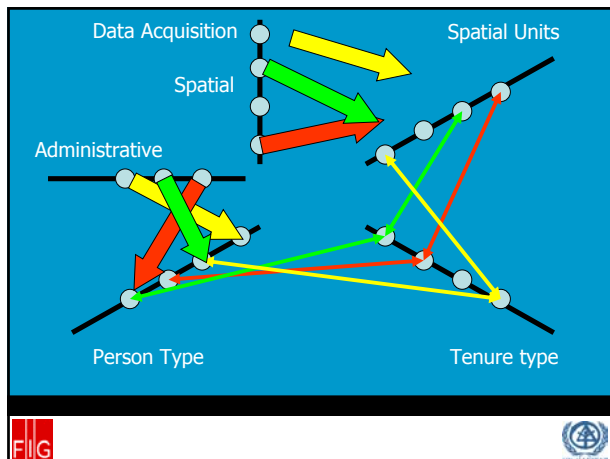 Data Acquisition
Spatial Units
Spatial
Administrative
Person Type
Tenure type
FIG